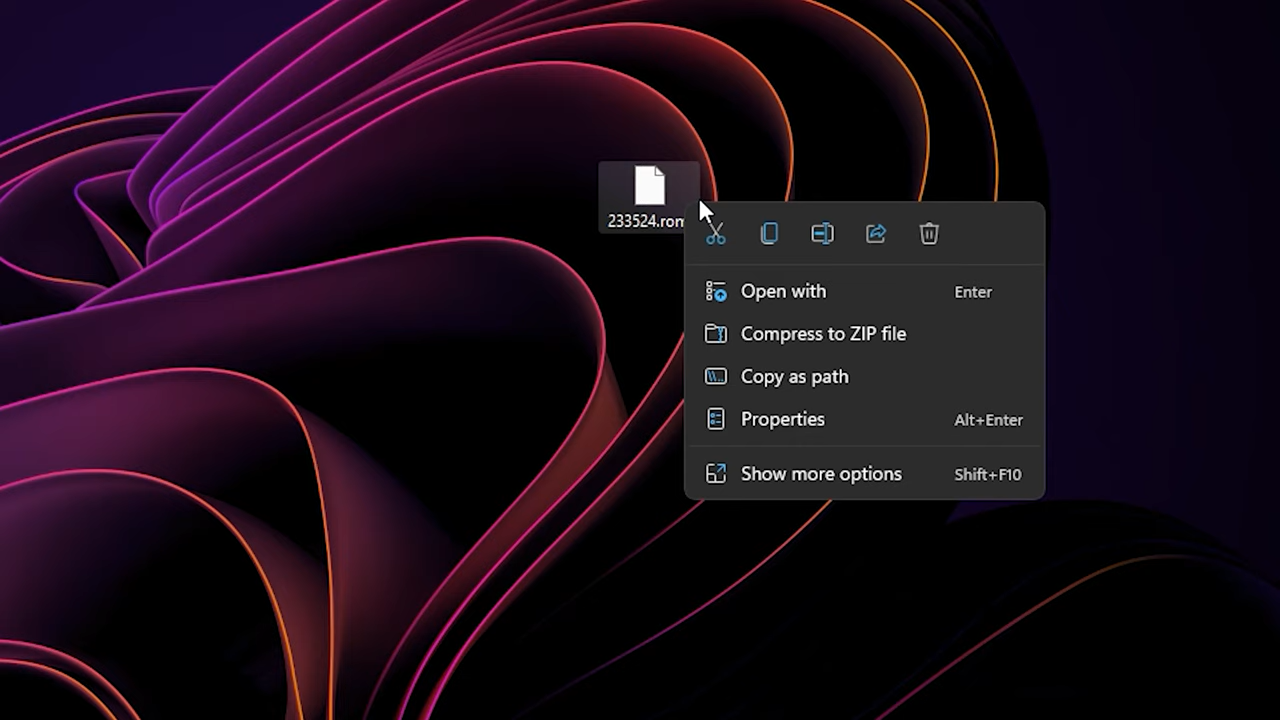 233524.rom
Open with Enter
Compress to ZIP file
Copy as path
Properties Alt+Enter
Show more options Shift+F10